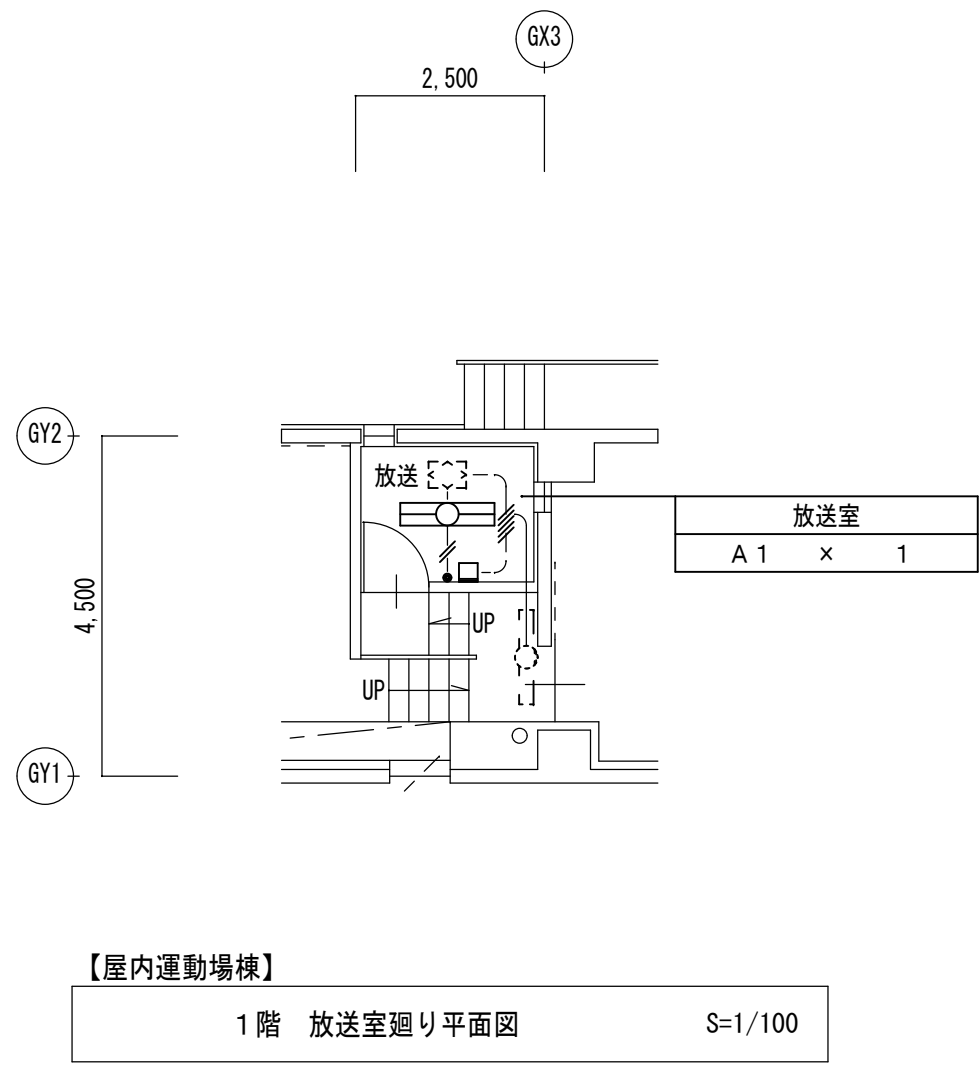 GX3
2,500
GY2
放送
放送室
A1 × 1
4,500
UP
UP
GY1
【屋内運動場棟】
1階 放送室廻り平面図 S=1/100